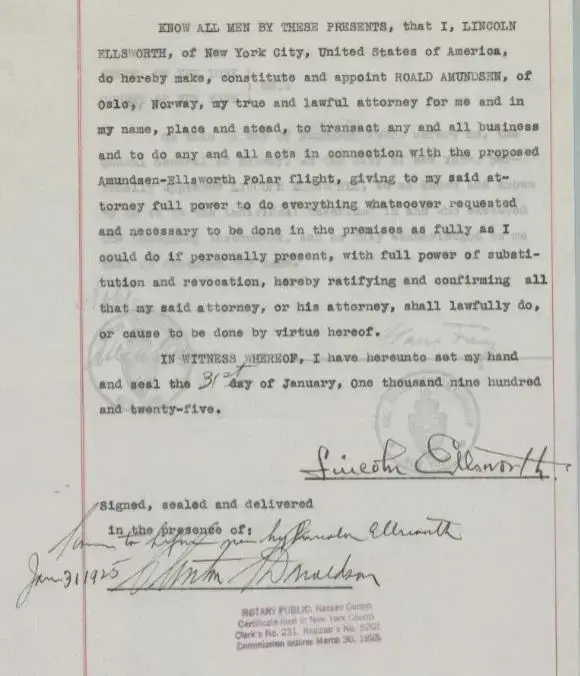 KNOW ALL MEN BY THESE PRESENTS, that I, LINCOLN
ELLSWORTH, of New York City, United States of America,
do hereby make, constitute and appoint ROALD AMUNDSEN, of
Oslo, Norway, my true and lawful attorney for me and in
my name, place and stead, to transact any and all business
and to do any and all acts in connection with the proposed
Amundsen-Ellsworth Polar flight, giving to my said at-
torney full power to do everything whatsoever requested
and necessary to be done in the premises as fully as I
could do if personally present, with full power of substi-
tution and revocation, hereby ratifying and confirming all
that my said attorney, or his attorney, shall lawfully do,
or cause to be done by virtue hereof.
IN WITNESS WHEREOF, I have hereunto set my hand
and seal the 31st day of January, One thousand nine hundred
and twenty-five.
Lincoln Ellsworth.
Signed, sealed and delivered
in the presence of:
to before me by Lincoln Ellsworth
Jan. 31 1925 Donaldson
NOTARY PUBLIC, Nassau County
Certificate filed in New York County
Clerk's No. 231, Register's No.
Commission expires March 30,